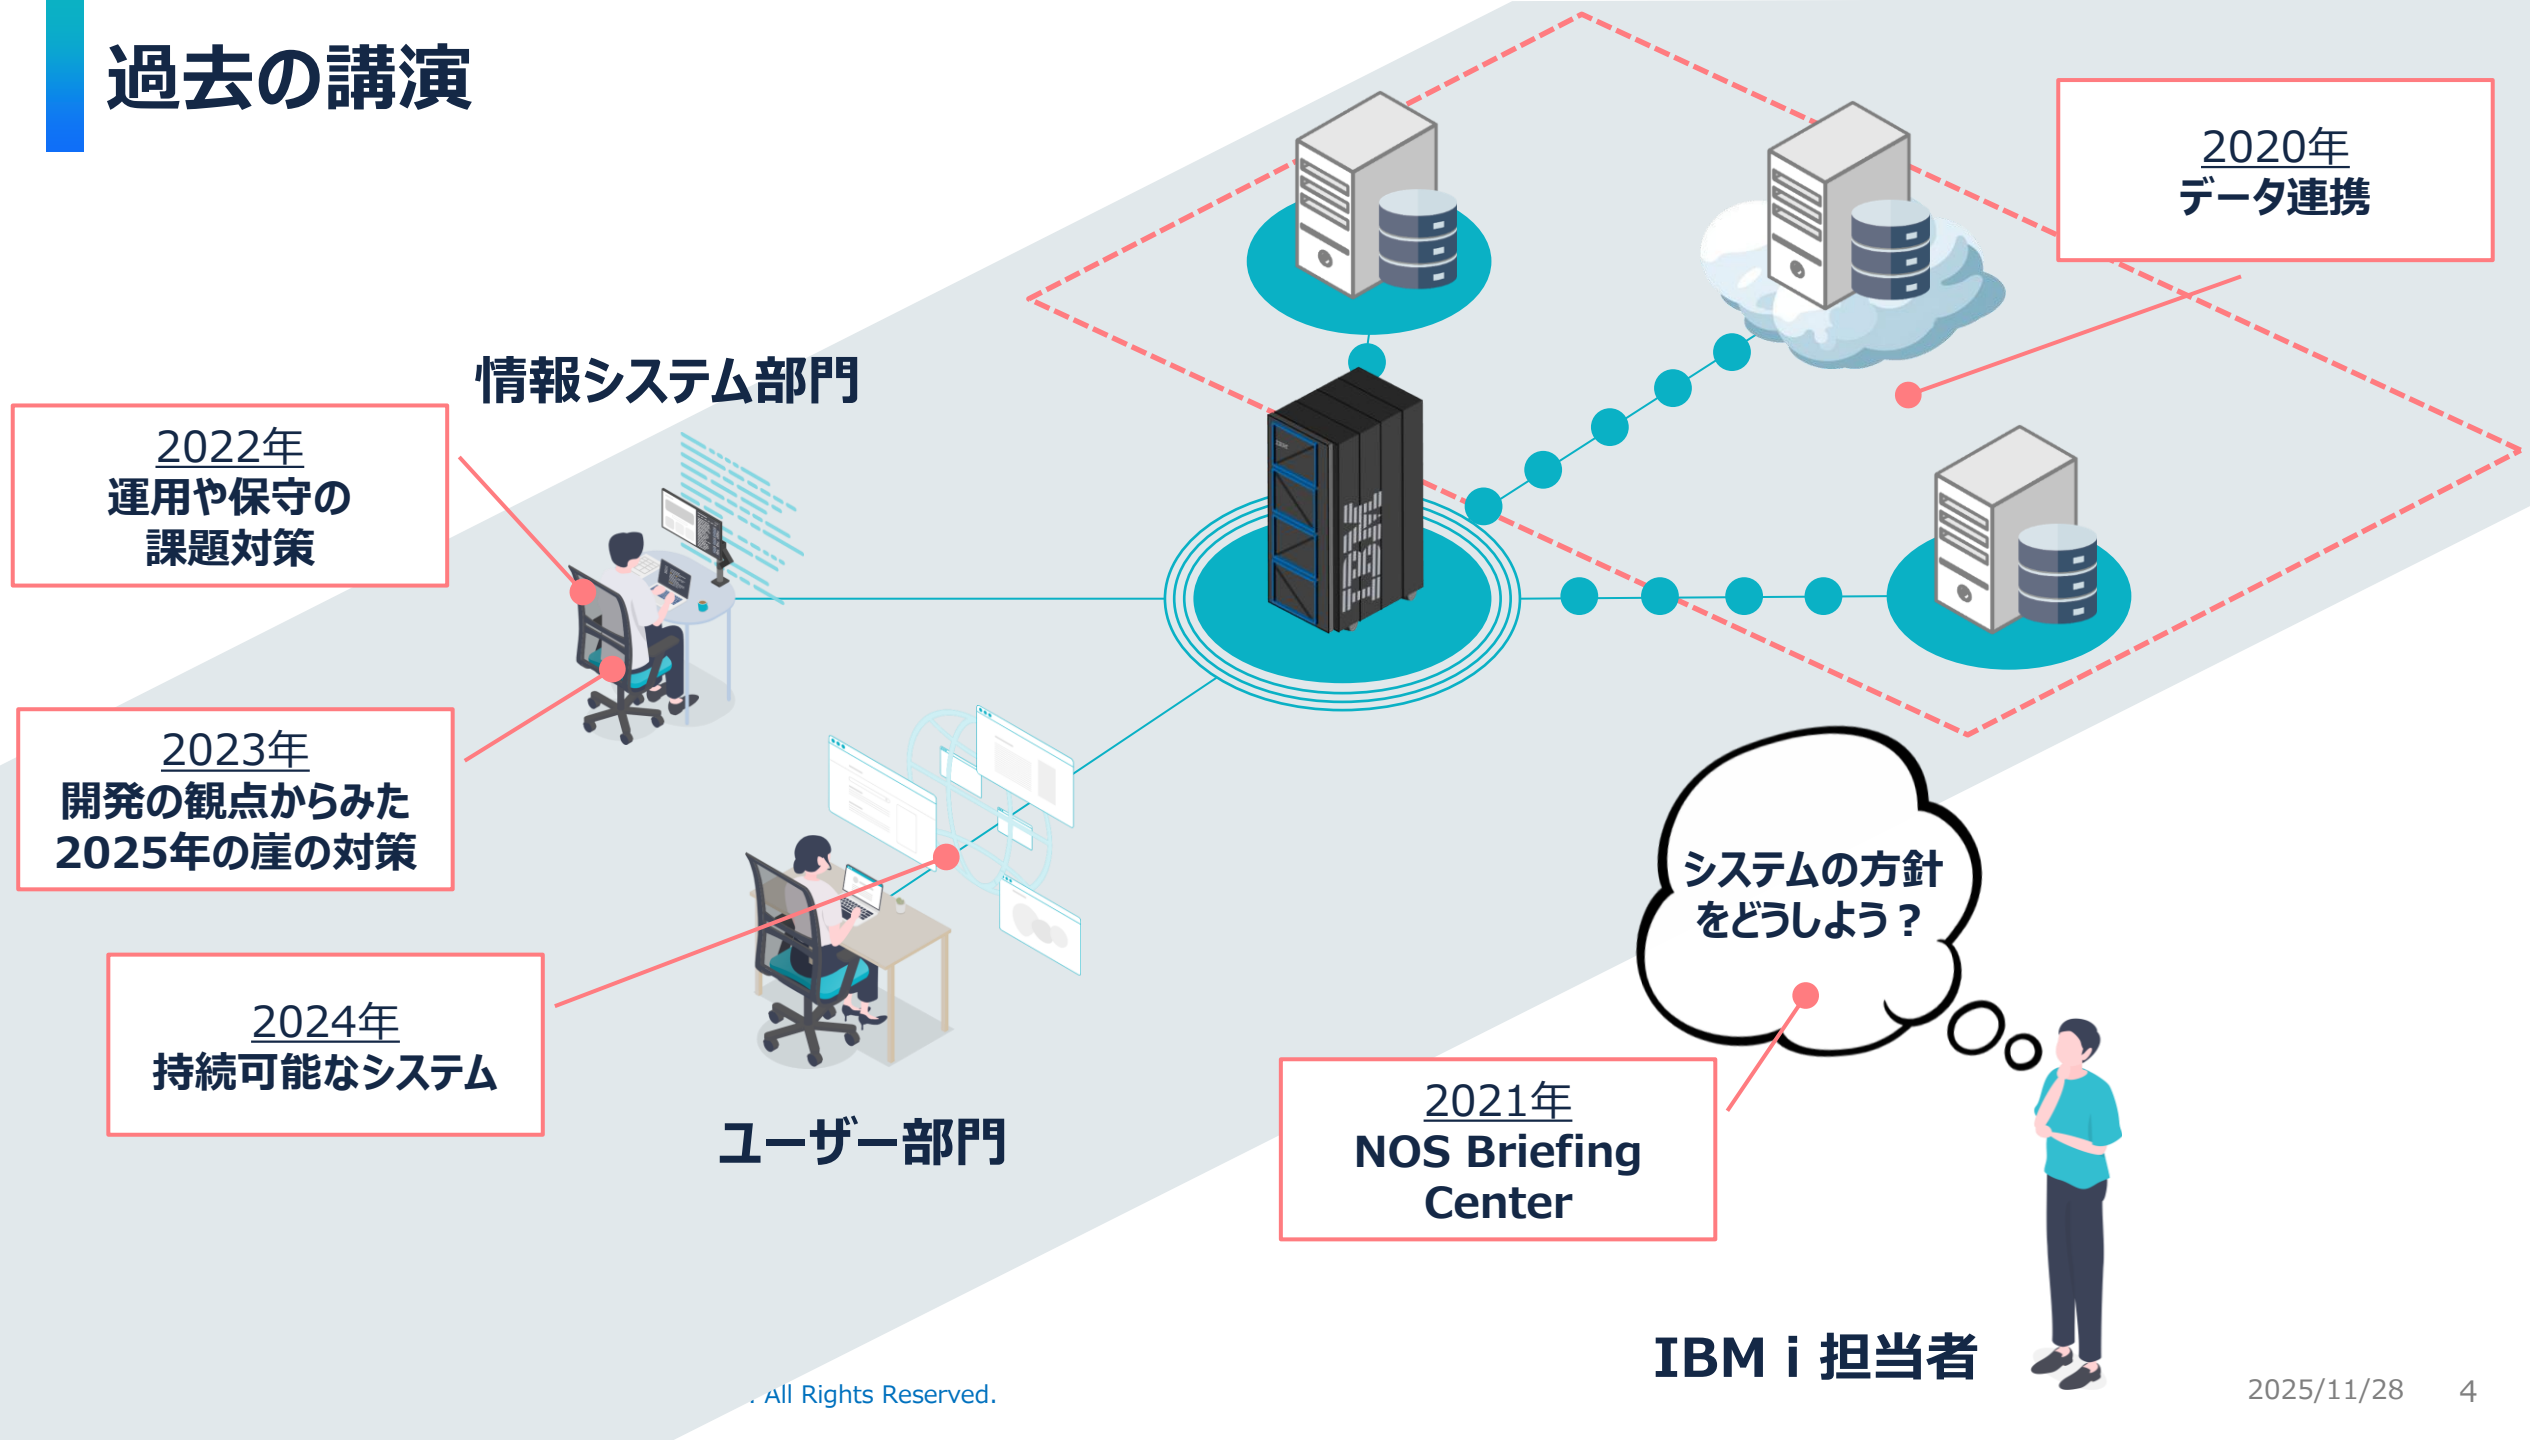 過去の講演
2020年
データ連携
情報システム部門
2022年
運用や保守の
課題対策
2023年
開発の観点からみた
2025年の崖の対策
2024年
持続可能なシステム
ユーザー部門
システムの方針
をどうしよう？
2021年
NOS Briefing
Center
IBM i 担当者
. All Rights Reserved.
2025/11/28
4